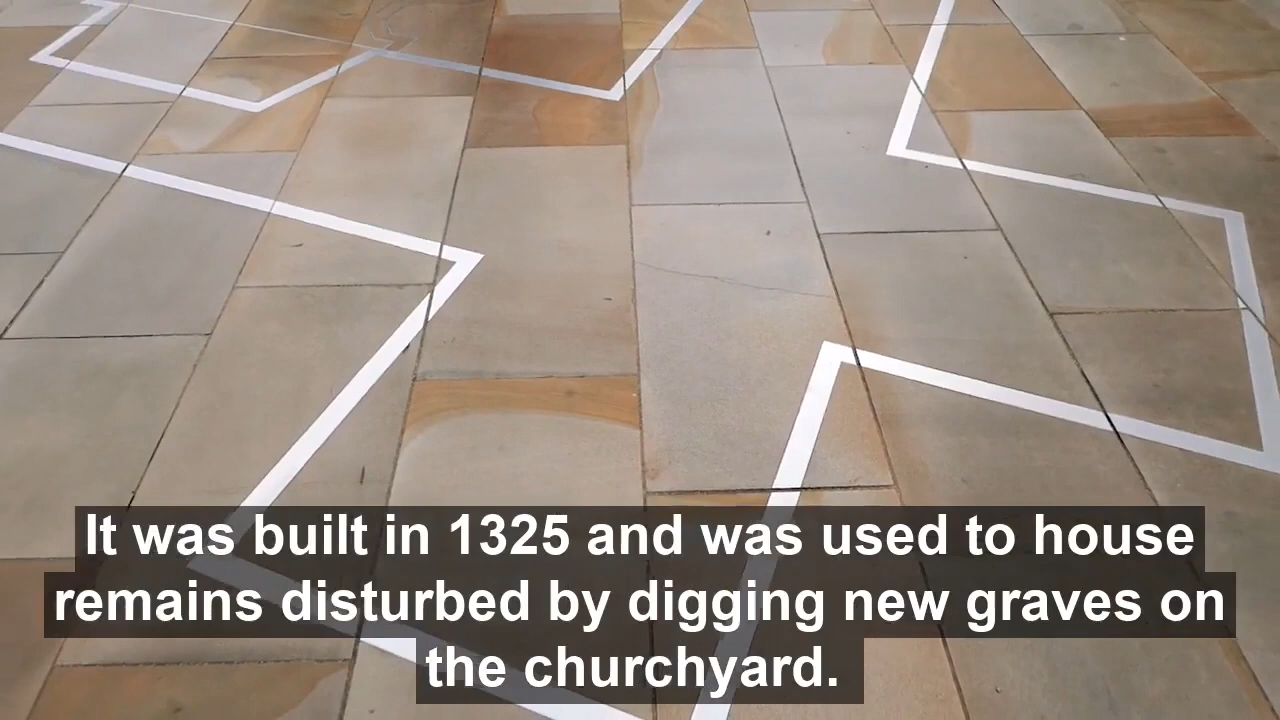 It was built in 1325 and was used to house
remains disturbed by digging new graves on
the churchyard.